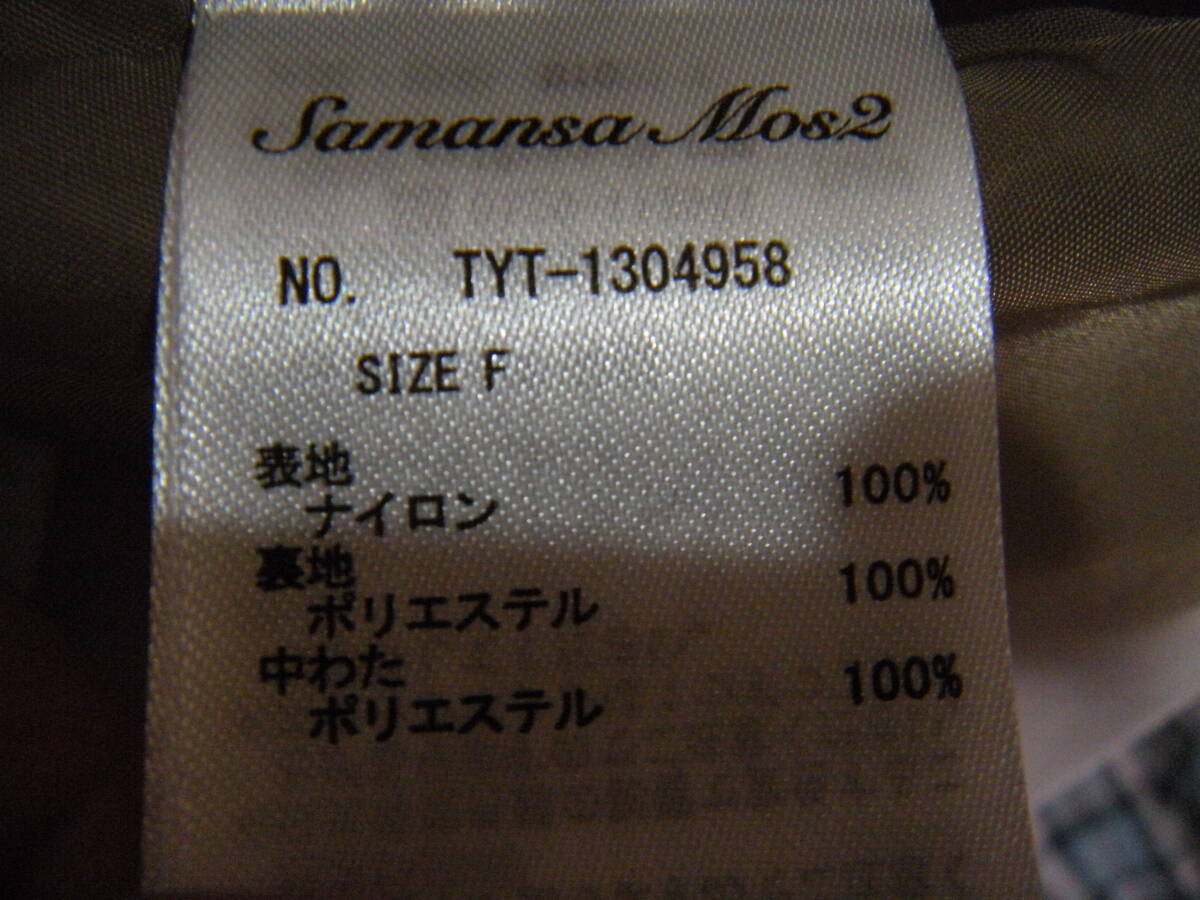 Samansa Mos2
NO. TYT-1304958
SIZE F
表地
ナイロン 100%
裏地
ポリエステル 100%
中わた
ポリエステル 100%